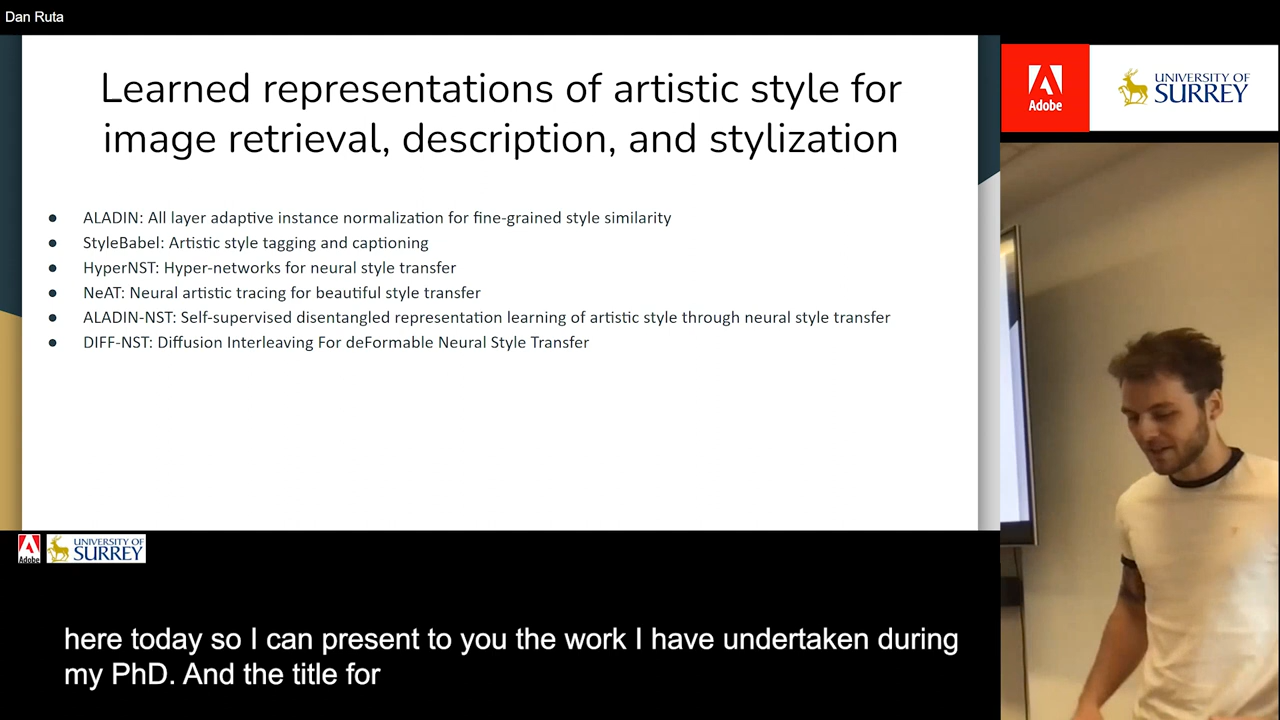 Dan Ruta
Learned representations of artistic style for
image retrieval, description, and stylization
● ALADIN: All layer adaptive instance normalization for fine-grained style similarity
● StyleBabel: Artistic style tagging and captioning
● HyperNST: Hyper-networks for neural style transfer
● NeAT: Neural artistic tracing for beautiful style transfer
● ALADIN-NST: Self-supervised disentangled representation learning of artistic style through neural style transfer
● DIFF-NST: Diffusion Interleaving For deFormable Neural Style Transfer
Adobe
UNIVERSITY OF
SURREY
Adobe
UNIVERSITY OF
SURREY
here today so I can present to you the work I have undertaken during
my PhD. And the title for